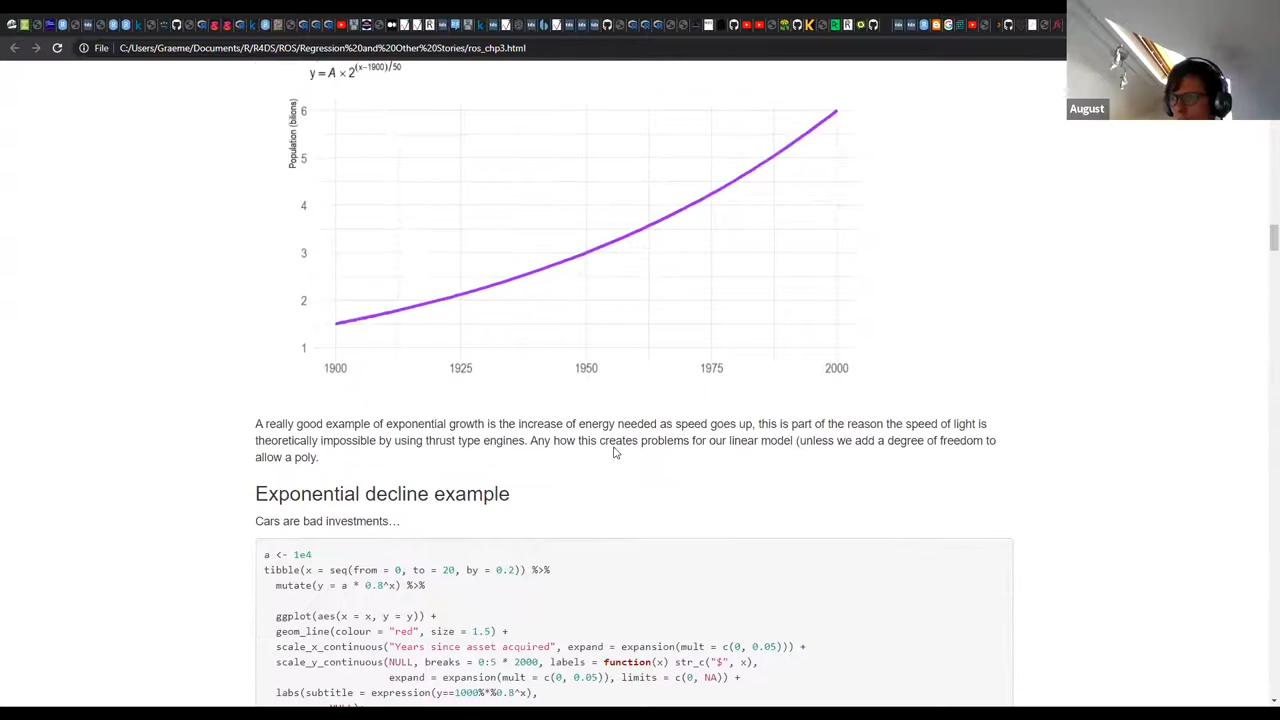 File C:/Users/Graeme/Documents/R/R4DS/ROS/Regression%20and%20Other%20Stories/ros_chp3.html
August
y = A × 2^(x−1900)/50
Population (bilions)
6
5
4
3
2
1
1900 1925 1950 1975 2000
A really good example of exponential growth is the increase of energy needed as speed goes up, this is part of the reason the speed of light is
theoretically impossible by using thrust type engines. Any how this creates problems for our linear model (unless we add a degree of freedom to
allow a poly.
Exponential decline example
Cars are bad investments…
a <- 1e4
tibble(x = seq(from = 0, to = 20, by = 0.2)) %>%
mutate(y = a * 0.8^x) %>%
ggplot(aes(x = x, y = y)) +
geom_line(colour = "red", size = 1.5) +
scale_x_continuous("Years since asset acquired", expand = expansion(mult = c(0, 0.05))) +
scale_y_continuous(NULL, breaks = 0:5 * 2000, labels = function(x) str_c("$", x),
expand = expansion(mult = c(0, 0.05)), limits = c(0, NA)) +
labs(subtitle = expression(y==1000%*%0.8^x),